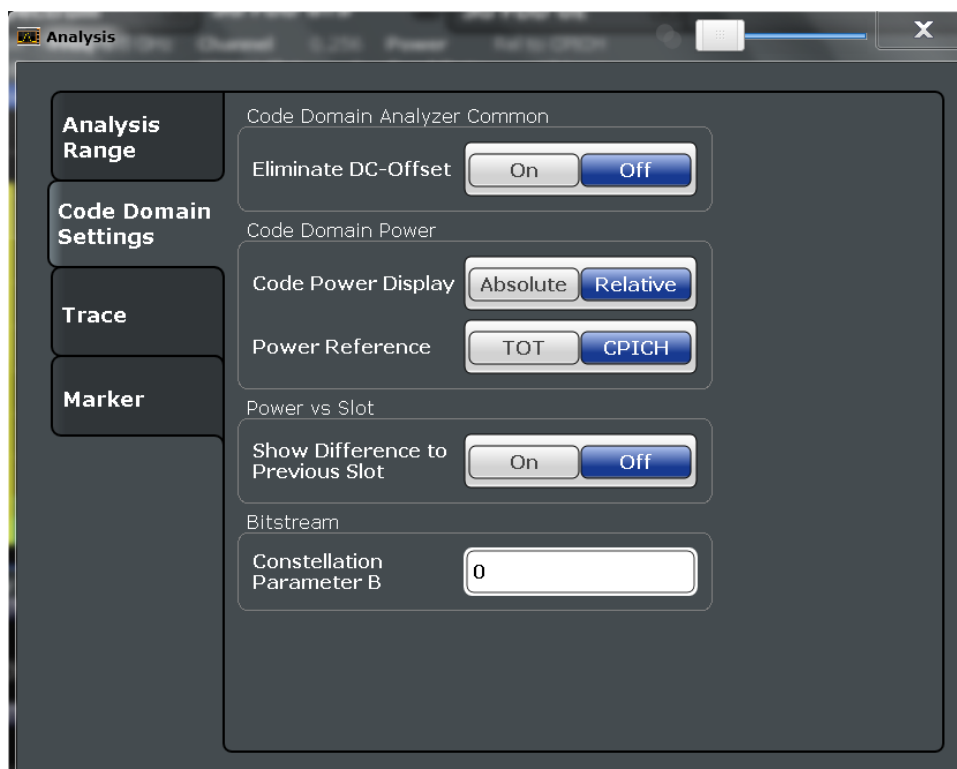 Analysis
X
Analysis
Range
Code Domain
Settings
Trace
Marker
Code Domain Analyzer Common
Eliminate DC-Offset On Off
Code Domain Power
Code Power Display Absolute Relative
Power Reference TOT CPICH
Power vs Slot
Show Difference to
Previous Slot On Off
Bitstream
Constellation
Parameter B 0